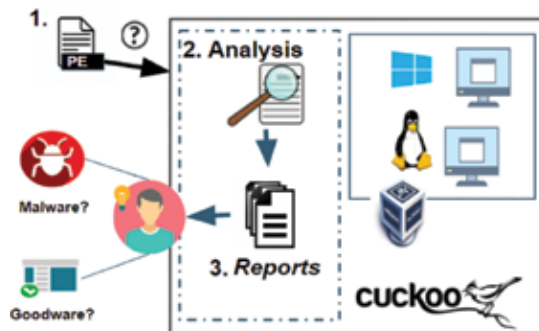 1.
?
PE
2. Analysis
Malware?
3. Reports
Goodware?
cuckoo